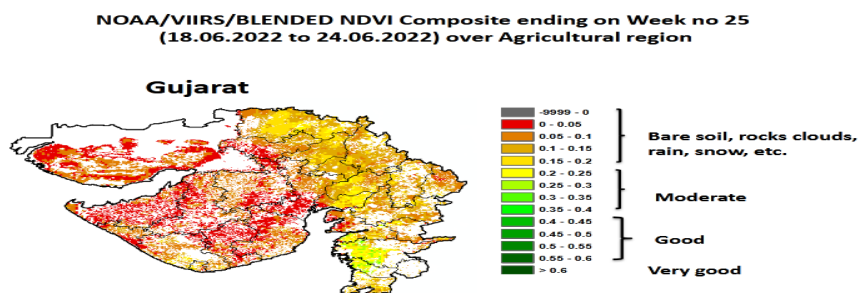 NOAA/VIIRS/BLENDED NDVI Composite ending on Week no 25
(18.06.2022 to 24.06.2022) over Agricultural region
Gujarat
-9999 - 0
0 - 0.05
0.05 - 0.1
0.1 - 0.15
0.15 - 0.2
0.2 - 0.25
0.25 - 0.3
0.3 - 0.35
0.35 - 0.4
0.4 - 0.45
0.45 - 0.5
0.5 - 0.55
0.55 - 0.6
> 0.6
Bare soil, rocks clouds,
rain, snow, etc.
Moderate
Good
Very good